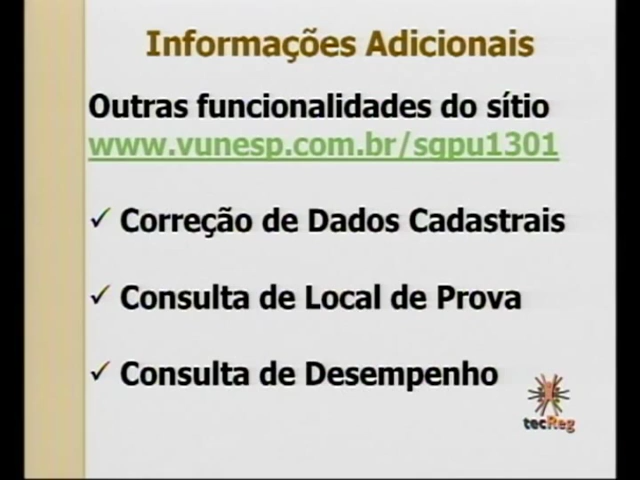 Informações Adicionais
Outras funcionalidades do sítio
www.vunesp.com.br/sgpu1301
✓ Correção de Dados Cadastrais
✓ Consulta de Local de Prova
✓ Consulta de Desempenho
tecReg